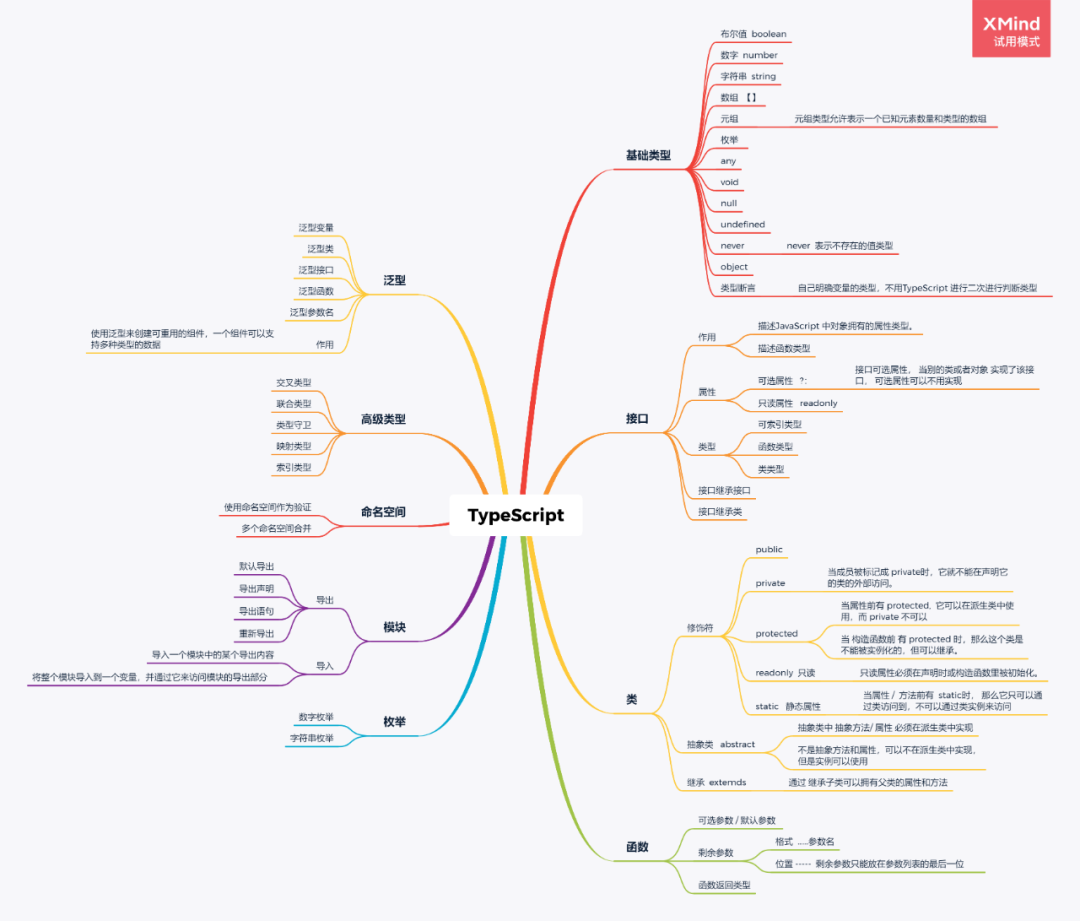 XMind
试用模式
TypeScript
基础类型
布尔值 boolean
数字 number
字符串 string
数组 【】
元组
元组类型允许表示一个已知元素数量和类型的数组
枚举
any
void
null
undefined
never
never 表示不存在的值类型
object
类型断言
自己明确变量的类型，不用TypeScript 进行二次进行判断类型
接口
作用
描述JavaScript 中对象拥有的属性类型。
描述函数类型
属性
可选属性 ?：
接口可选属性， 当别的类或者对象 实现了该接
口， 可选属性可以不用实现
只读属性 readonly
类型
可索引类型
函数类型
类类型
接口继承接口
接口继承类
类
修饰符
public
private
当成员被标记成 private时，它就不能在声明它
的类的外部访问。
protected
当属性前有 protected，它可以在派生类中使
用，而 private 不可以
当 构造函数前 有 protected 时，那么这个类是
不能被实例化的，但可以继承。
readonly 只读
只读属性必须在声明时或构造函数里被初始化。
static 静态属性
当属性 / 方法前有 static时， 那么它只可以通
过类访问到，不可以通过类实例来访问
抽象类 abstract
抽象类中 抽象方法/ 属性 必须在派生类中实现
不是抽象方法和属性，可以不在派生类中实现，
但是实例可以使用
继承 extemds
通过 继承子类可以拥有父类的属性和方法
函数
可选参数 / 默认参数
剩余参数
格式 .....参数名
位置 ----- 剩余参数只能放在参数列表的最后一位
函数返回类型
泛型
泛型变量
泛型类
泛型接口
泛型函数
泛型参数名
作用
使用泛型来创建可重用的组件，一个组件可以支
持多种类型的数据
高级类型
交叉类型
联合类型
类型守卫
映射类型
索引类型
命名空间
使用命名空间作为验证
多个命名空间合并
模块
导出
默认导出
导出声明
导出语句
重新导出
导入
导入一个模块中的某个导出内容
将整个模块导入到一个变量，并通过它来访问模块的导出部分
枚举
数字枚举
字符串枚举